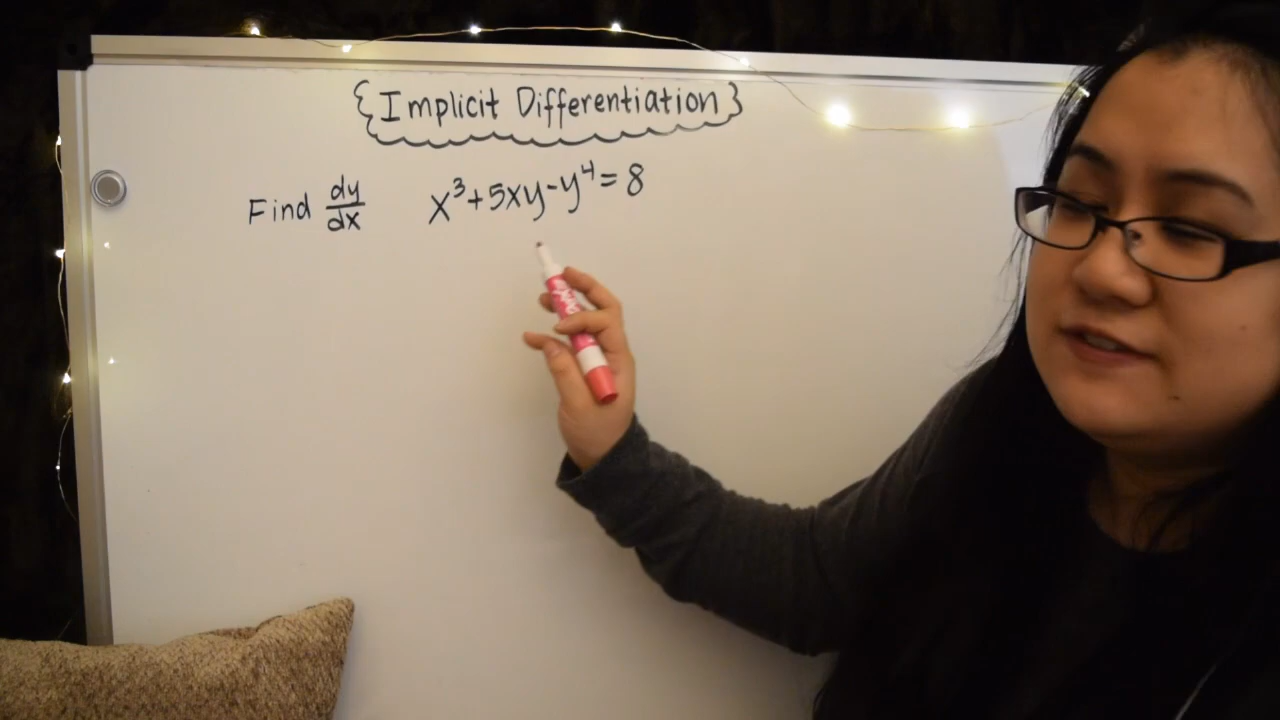 Implicit Differentiation
Find dy/dx x³+5xy-y⁴=8